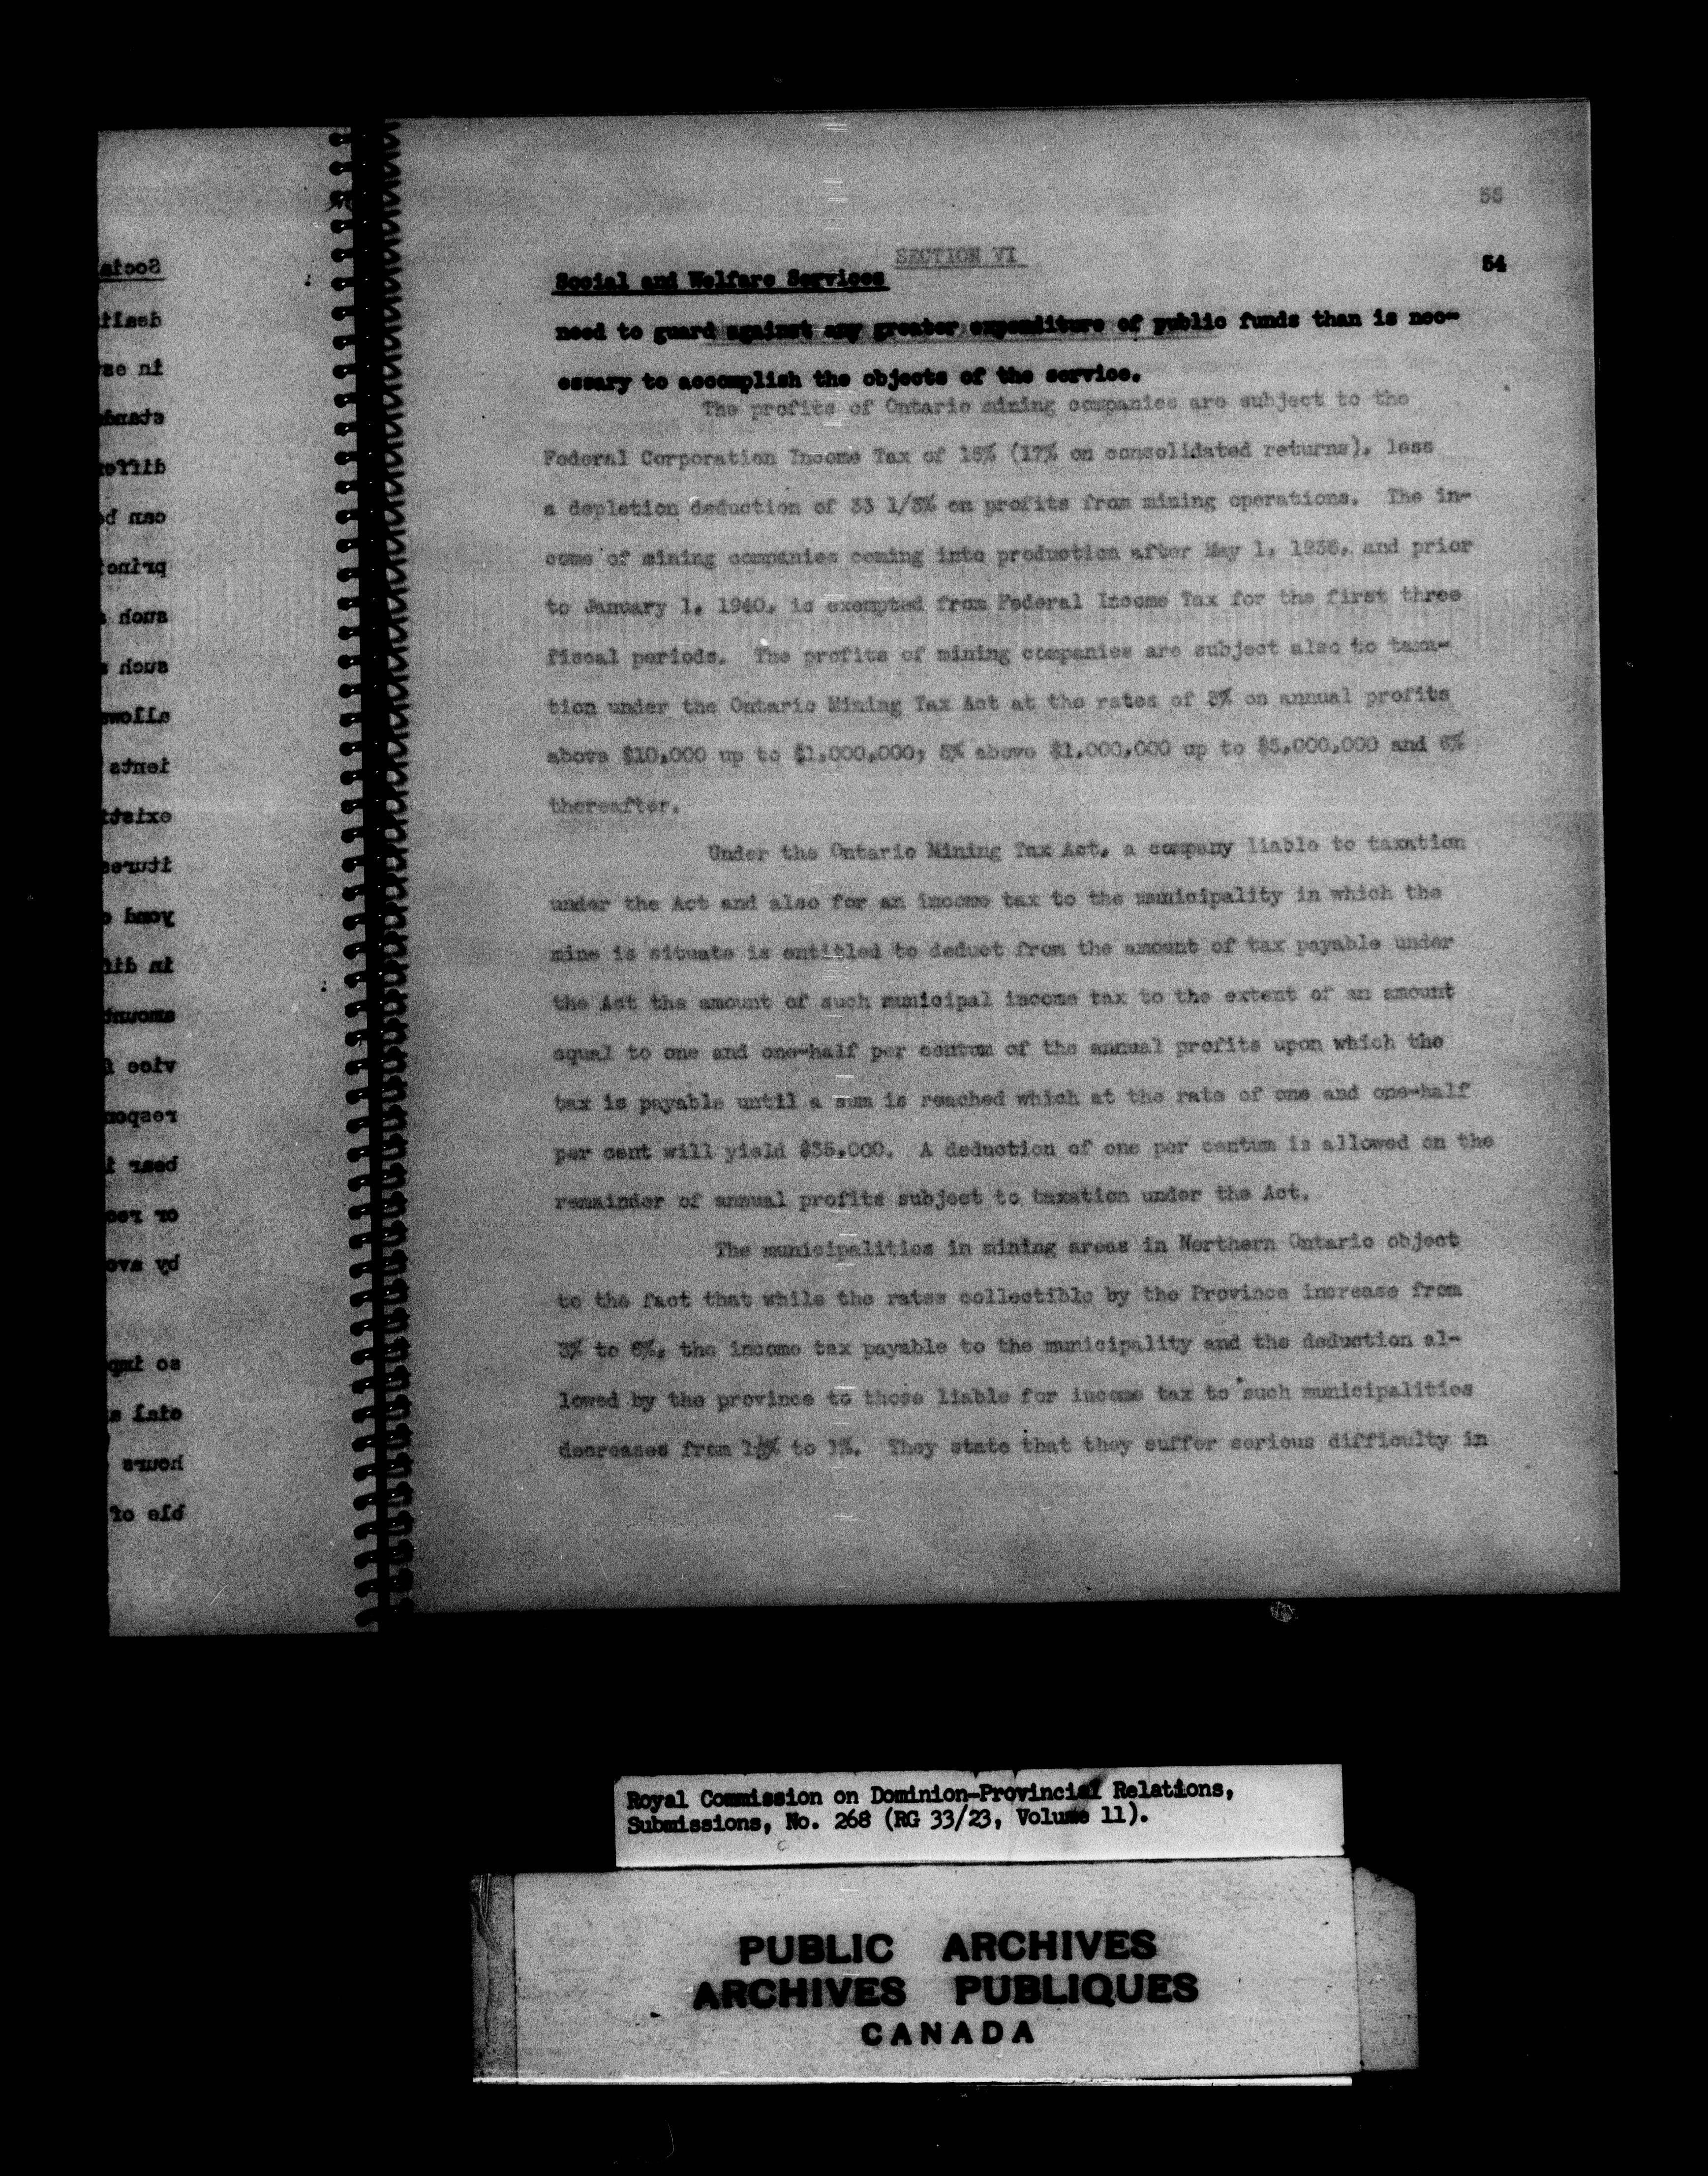 55
SECTION VI
54
Social and Welfare Services
need to guard against any greater expenditure of public funds than is nec-
essary to accomplish the objects of the service.
The profits of Ontario mining companies are subject to the
Federal Corporation Income Tax of 15% (17% on consolidated returns), less
a depletion deduction of 33 1/3% on profits from mining operations. The in-
come of mining companies coming into production after May 1, 1936, and prior
to January 1, 1940, is exempted from Federal Income Tax for the first three
fiscal periods. The profits of mining companies are subject also to taxa-
tion under the Ontario Mining Tax Act at the rates of 3% on annual profits
above $10,000 up to $1,000,000; 5% above $1,000,000 up to $5,000,000 and 6%
thereafter.
Under the Ontario Mining Tax Act, a company liable to taxation
under the Act and also for an income tax to the municipality in which the
mine is situate is entitled to deduct from the amount of tax payable under
the Act the amount of such municipal income tax to the extent of an amount
equal to one and one-half per centum of the annual profits upon which the
tax is payable until a sum is reached which at the rate of one and one-half
per cent will yield $35,000. A deduction of one per centum is allowed on the
remainder of annual profits subject to taxation under the Act.
The municipalities in mining areas in Northern Ontario object
to the fact that while the rates collectible by the Province increase from
3% to 6%, the income tax payable to the municipality and the deduction al-
lowed by the province to those liable for income tax to such municipalities
decreases from 1½% to 1%. They state that they suffer serious difficulty in
Royal Commission on Dominion-Provincial Relations,
Submissions, No. 268 (RG 33/23, Volume 11).
PUBLIC ARCHIVES
ARCHIVES PUBLIQUES
CANADA